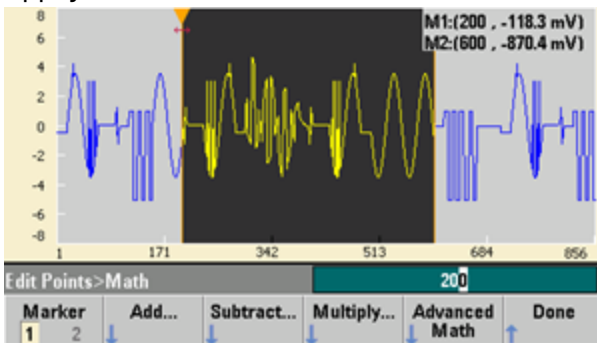 8
6
4
2
0
-2
-4
-6
-8
M1:(200 , -118.3 mV)
M2:(600 , -870.4 mV)
1 171 342 513 684 856
Edit Points>Math 200
Marker Add... Subtract... Multiply... Advanced Math Done
1 2